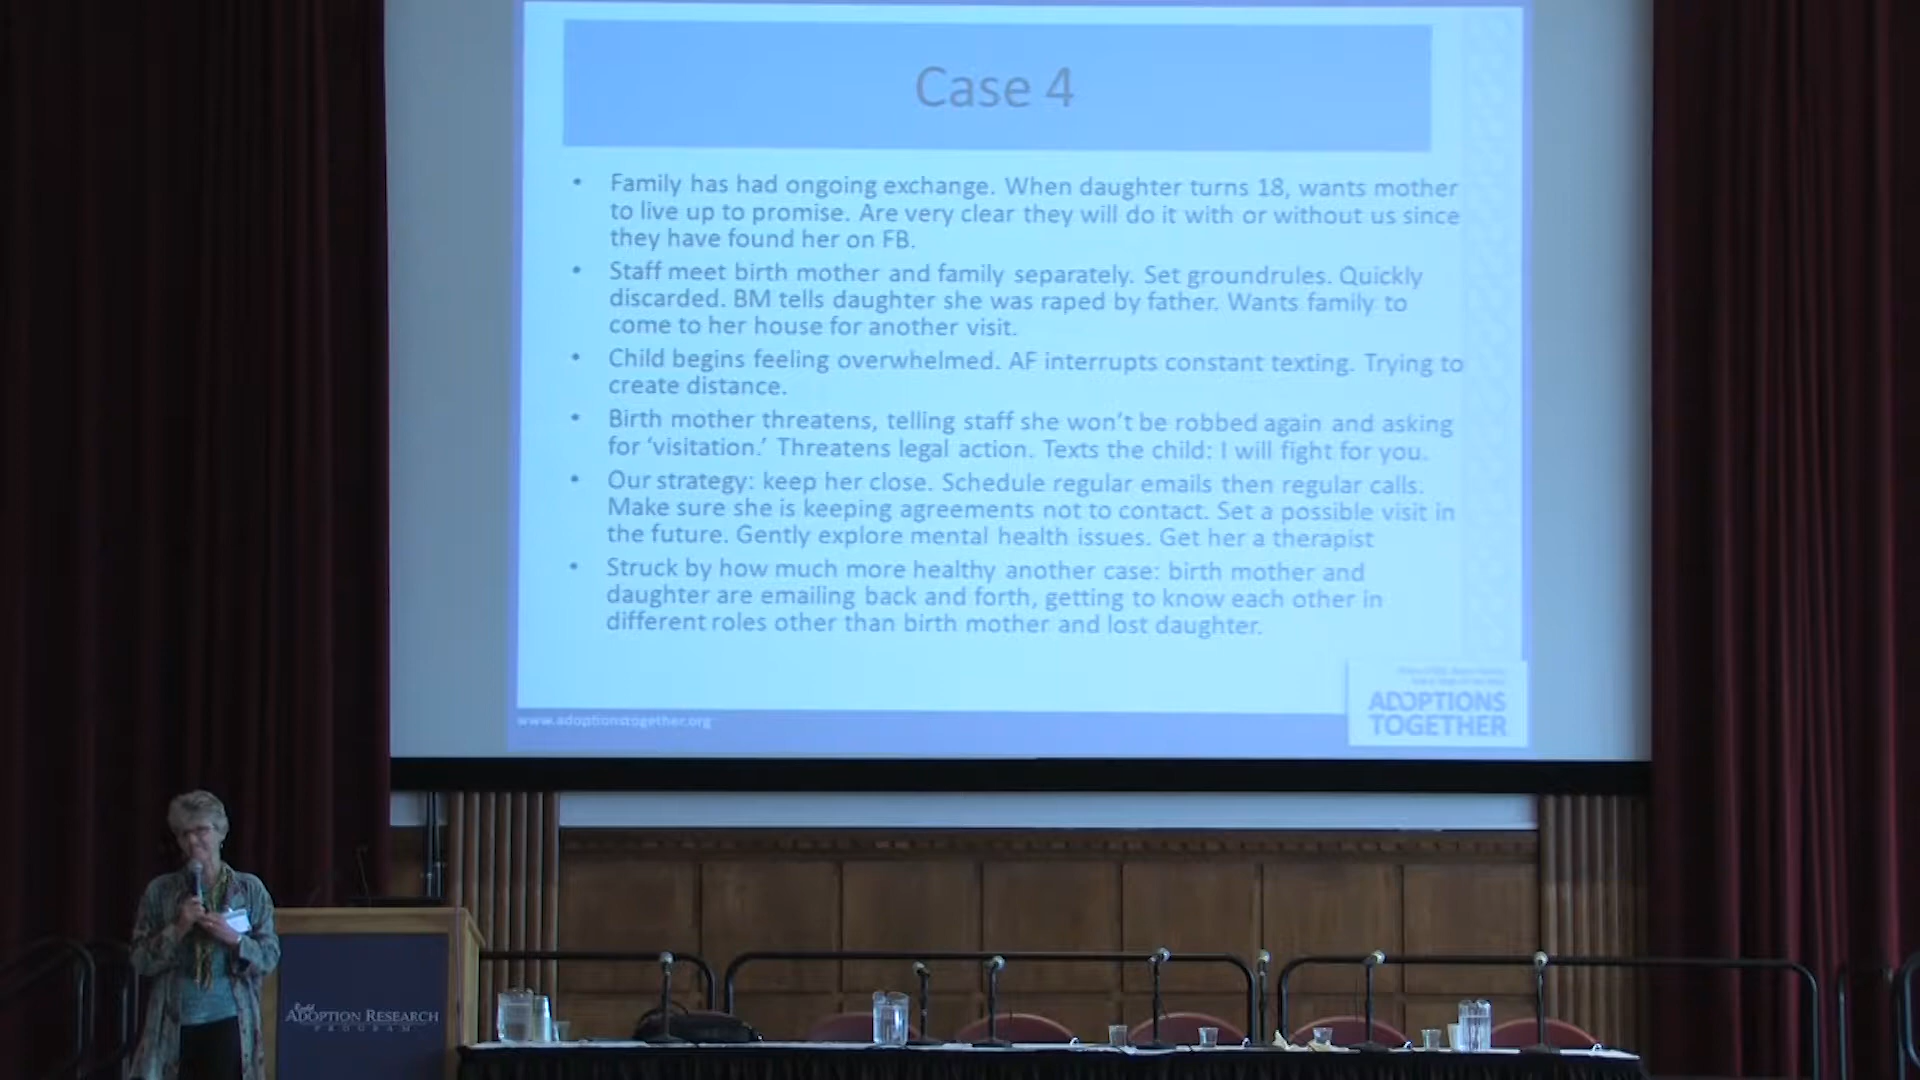 Case 4
• Family has had ongoing exchange. When daughter turns 18, wants mother
to live up to promise. Are very clear they will do it with or without us since
they have found her on FB.
• Staff meet birth mother and family separately. Set groundrules. Quickly
discarded. BM tells daughter she was raped by father. Wants family to
come to her house for another visit.
• Child begins feeling overwhelmed. AF interrupts constant texting. Trying to
create distance.
• Birth mother threatens, telling staff she won't be robbed again and asking
for 'visitation.' Threatens legal action. Texts the child: I will fight for you.
• Our strategy: keep her close. Schedule regular emails then regular calls.
Make sure she is keeping agreements not to contact. Set a possible visit in
the future. Gently explore mental health issues. Get her a therapist
• Struck by how much more healthy another case: birth mother and
daughter are emailing back and forth, getting to know each other in
different roles other than birth mother and lost daughter.
www.adoptionstogether.org
ADOPTIONS
TOGETHER
Rudd
ADOPTION RESEARCH
PROGRAM